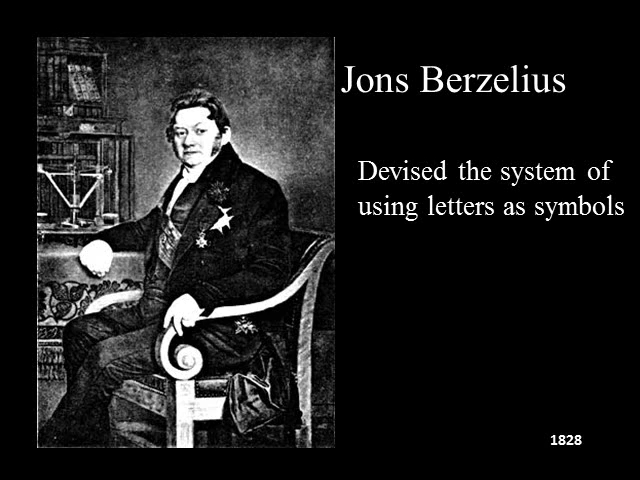 Jons Berzelius
Devised the system of
using letters as symbols
1828